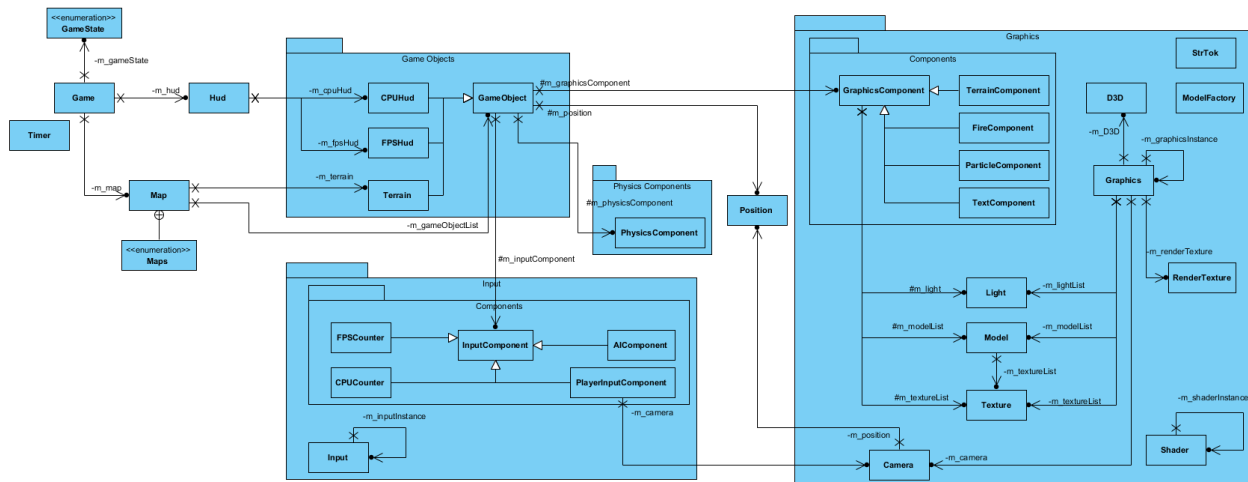 <<enumeration>>
GameState
-m_gameState
Game
-m_hud
Hud
Timer
-m_map
Map
<<enumeration>>
Maps
Game Objects
-m_cpuHud
CPUHud
-m_fpsHud
FPSHud
-m_terrain
Terrain
GameObject
-m_gameObjectList
#m_graphicsComponent
#m_position
Physics Components
#m_physicsComponent
PhysicsComponent
Position
#m_inputComponent
Input
Components
FPSCounter
InputComponent
AIComponent
CPUCounter
PlayerInputComponent
-m_inputInstance
Input
-m_camera
Graphics
Components
GraphicsComponent
TerrainComponent
FireComponent
ParticleComponent
TextComponent
StrTok
D3D
ModelFactory
-m_D3D
-m_graphicsInstance
Graphics
-m_renderTexture
RenderTexture
#m_light
Light
-m_lightList
#m_modelList
Model
-m_modelList
-m_textureList
#m_textureList
Texture
-m_textureList
-m_shaderInstance
Shader
-m_position
Camera
-m_camera